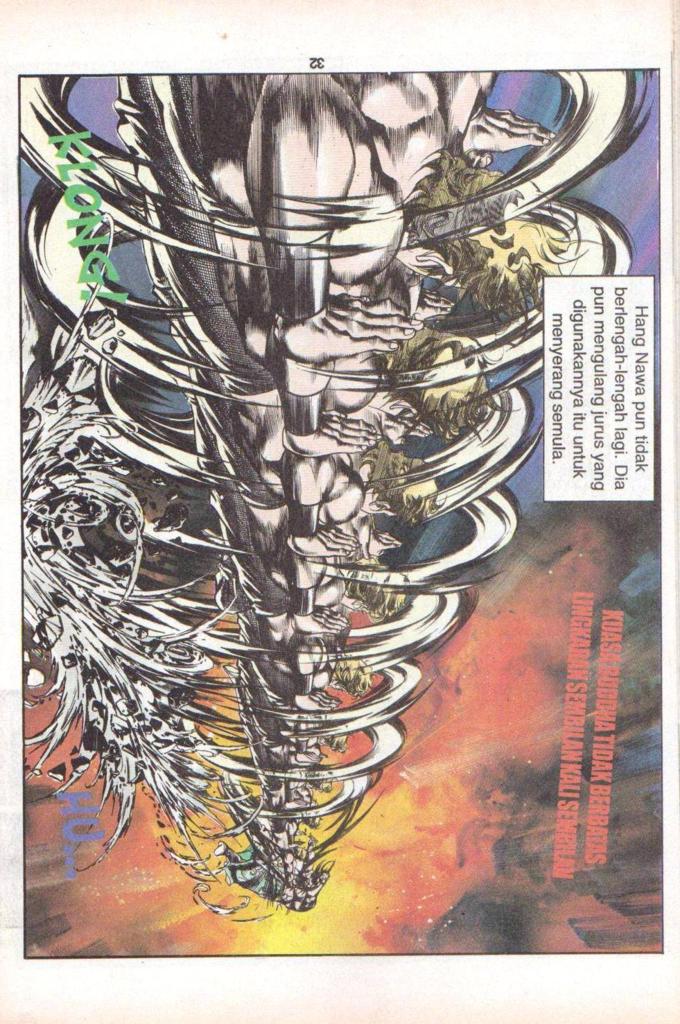 32
Hang Nawa pun tidak
berlengah-lengah lagi. Dia
pun mengulang jurus yang
digunakannya itu untuk
menyerang semula.
KUASA BUDDHA TIDAK BERBATAS
LINGKARAN SEMBILAN KALI SEMBILAN
KLONG!
HU...